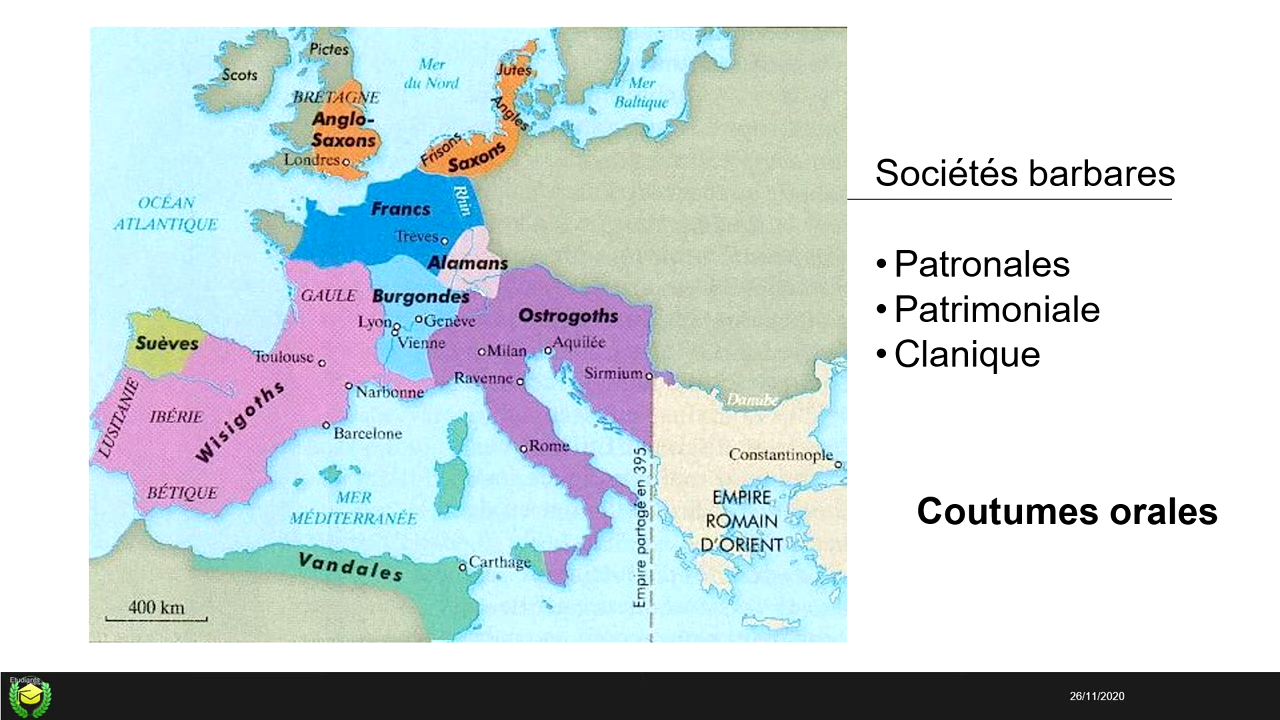 Pictes
Scots
Mer
du Nord
Jutes
Mer
Baltique
BRETAGNE
Anglo-
Saxons
Angles
Frisons
Saxons
Londres
OCÉAN
ATLANTIQUE
Francs
Rhin
Trèves
Alamans
GAULE
Burgondes
Lyon
Genève
Vienne
Ostrogoths
Suèves
Toulouse
Milan
Aquilée
Ravenne
Sirmium
Narbonne
LUSITANIE
IBÉRIE
Wisigoths
Barcelone
Danube
Rome
Constantinople
BÉTIQUE
MER
MÉDITERRANÉE
Empire partagé en 395
EMPIRE
ROMAIN
D'ORIENT
Vandales
Carthage
400 km
Sociétés barbares
• Patronales
• Patrimoniale
• Clanique
Coutumes orales
26/11/2020